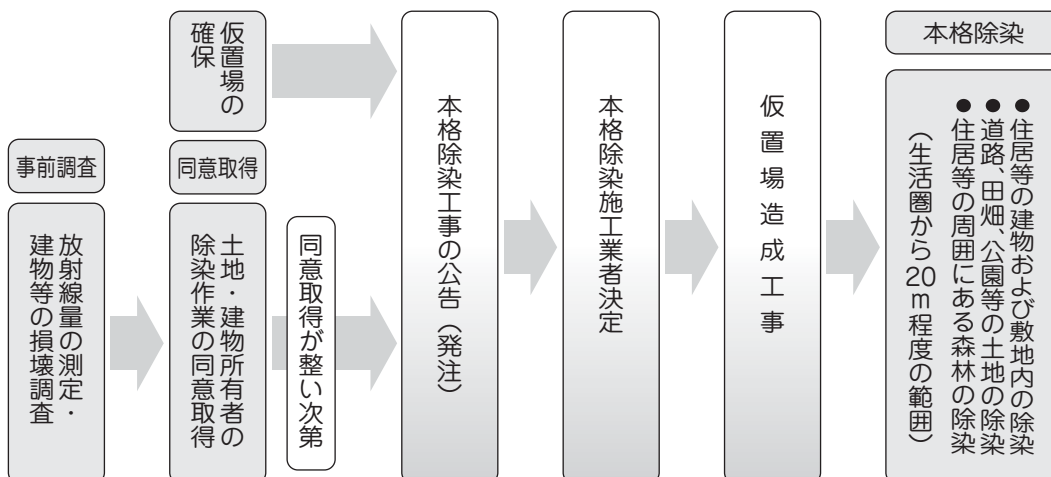 事前調査
放射線量の測定・
建物等の損壊調査
仮置場の
確保
同意取得
土地・建物所有者の
除染作業の同意取得
同意取得が整い次第
本格除染工事の公告（発注）
本格除染施工業者決定
仮置場造成工事
本格除染
●住居等の建物および敷地内の除染
●道路、田畑、公園等の土地の除染
●住居等の周囲にある森林の除染
（生活圏から20m程度の範囲）